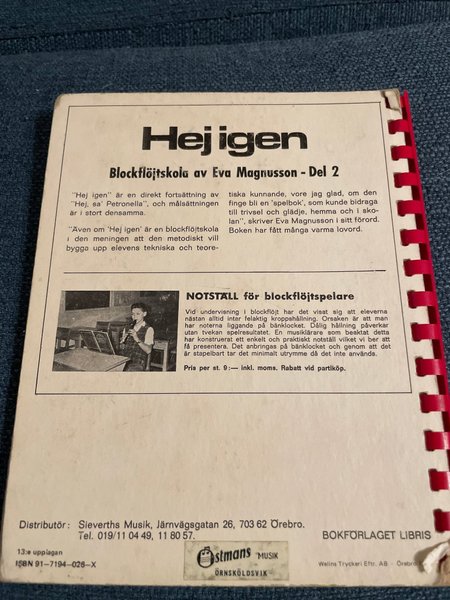 Hej igen
Blockflöjtskola av Eva Magnusson - Del 2
"Hej igen" är en direkt fortsättning av
"Hej, sa' Petronella", och målsättningen
är i stort densamma.
"Även om 'Hej igen' är en blockflöjtskola
i den meningen att den metodiskt vill
bygga upp elevens tekniska och teore-
tiska kunnande, vore jag glad, om den
finge bli en 'spelbok', som kunde bidraga
till trivsel och glädje, hemma och i sko-
lan", skriver Eva Magnusson i sitt förord.
Boken har fått många varma lovord.
NOTSTÄLL för blockflöjtspelare
Vid undervisning i blockflöjt har det visat sig att eleverna
nästan alltid inter felaktig kroppshållning. Orsaken är att man
har noterna liggande på bänklocket. Dålig hållning påverkar
utan tvekan spelresultatet. En musiklärare som beaktat detta
har konstruerat ett enkelt och praktiskt notställ vilket vi ber att
få presentera. Det anbringas på bänklocket och genom att det
är stapelbart tar det minimalt utrymme då det inte används.
Pris per st. 9:— inkl. moms. Rabatt vid partiköp.
Distributör: Sieverths Musik, Järnvägsgatan 26, 703 62 Örebro.
Tel. 019/11 04 49, 11 80 57.
BOKFÖRLAGET LIBRIS
13:e upplagan
ISBN 91-7194-026-X
Östmans MUSIK
ÖRNSKÖLDSVIK
Welins Tryckeri Eftr. AB Örebro